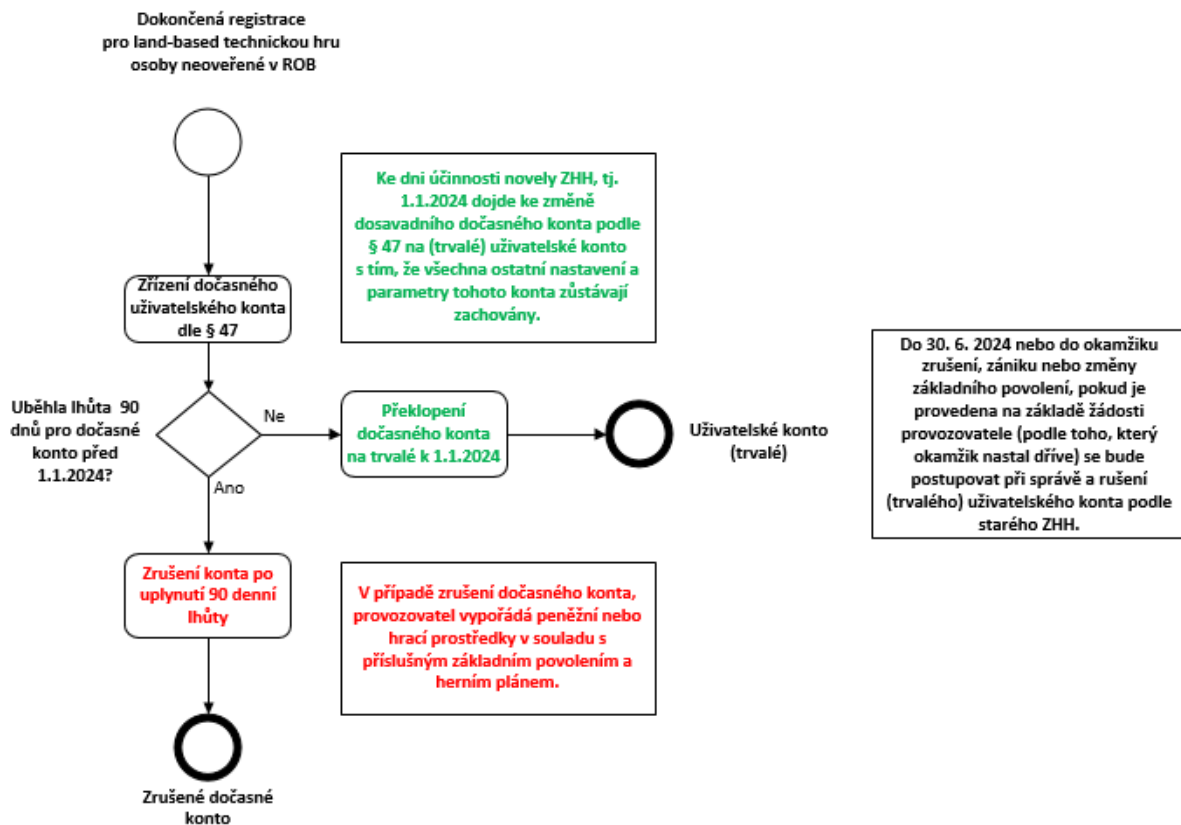 Dokončená registrace
pro land-based technickou hru
osoby neoveřené v ROB
Ke dni účinnosti novely ZHH, tj.
1.1.2024 dojde ke změně
dosavadního dočasného konta podle
§ 47 na (trvalé) uživatelské konto
s tím, že všechna ostatní nastavení a
parametry tohoto konta zůstávají
zachovány.
Zřízení dočasného
uživatelského konta
dle § 47
Do 30. 6. 2024 nebo do okamžiku
zrušení, zániku nebo změny
základního povolení, pokud je
provedena na základě žádosti
provozovatele (podle toho, který
okamžik nastal dříve) se bude
postupovat při správě a rušení
(trvalého) uživatelského konta podle
starého ZHH.
Uběhla lhůta 90
dnů pro dočasné
konto před
1.1.2024?
Ne
Překlopení
dočasného konta
na trvalé k 1.1.2024
Uživatelské konto
(trvalé)
Ano
Zrušení konta po
uplynutí 90 denní
lhůty
V případě zrušení dočasného konta,
provozovatel vypořádá peněžní nebo
hrací prostředky v souladu s
příslušným základním povolením a
herním plánem.
Zrušené dočasné
konto